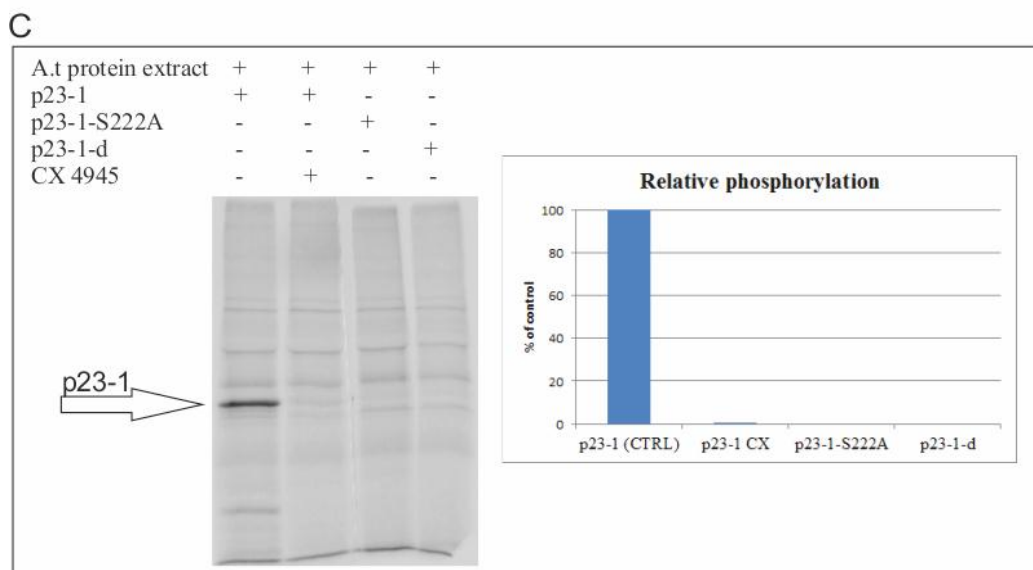 C
A.t protein extract + + + +
p23-1 + + - -
p23-1-S222A - - + -
p23-1-d - - - +
CX 4945 - + - -
p23-1
Relative phosphorylation
% of control
100
80
60
40
20
0
p23-1 (CTRL) p23-1 CX p23-1-S222A p23-1-d